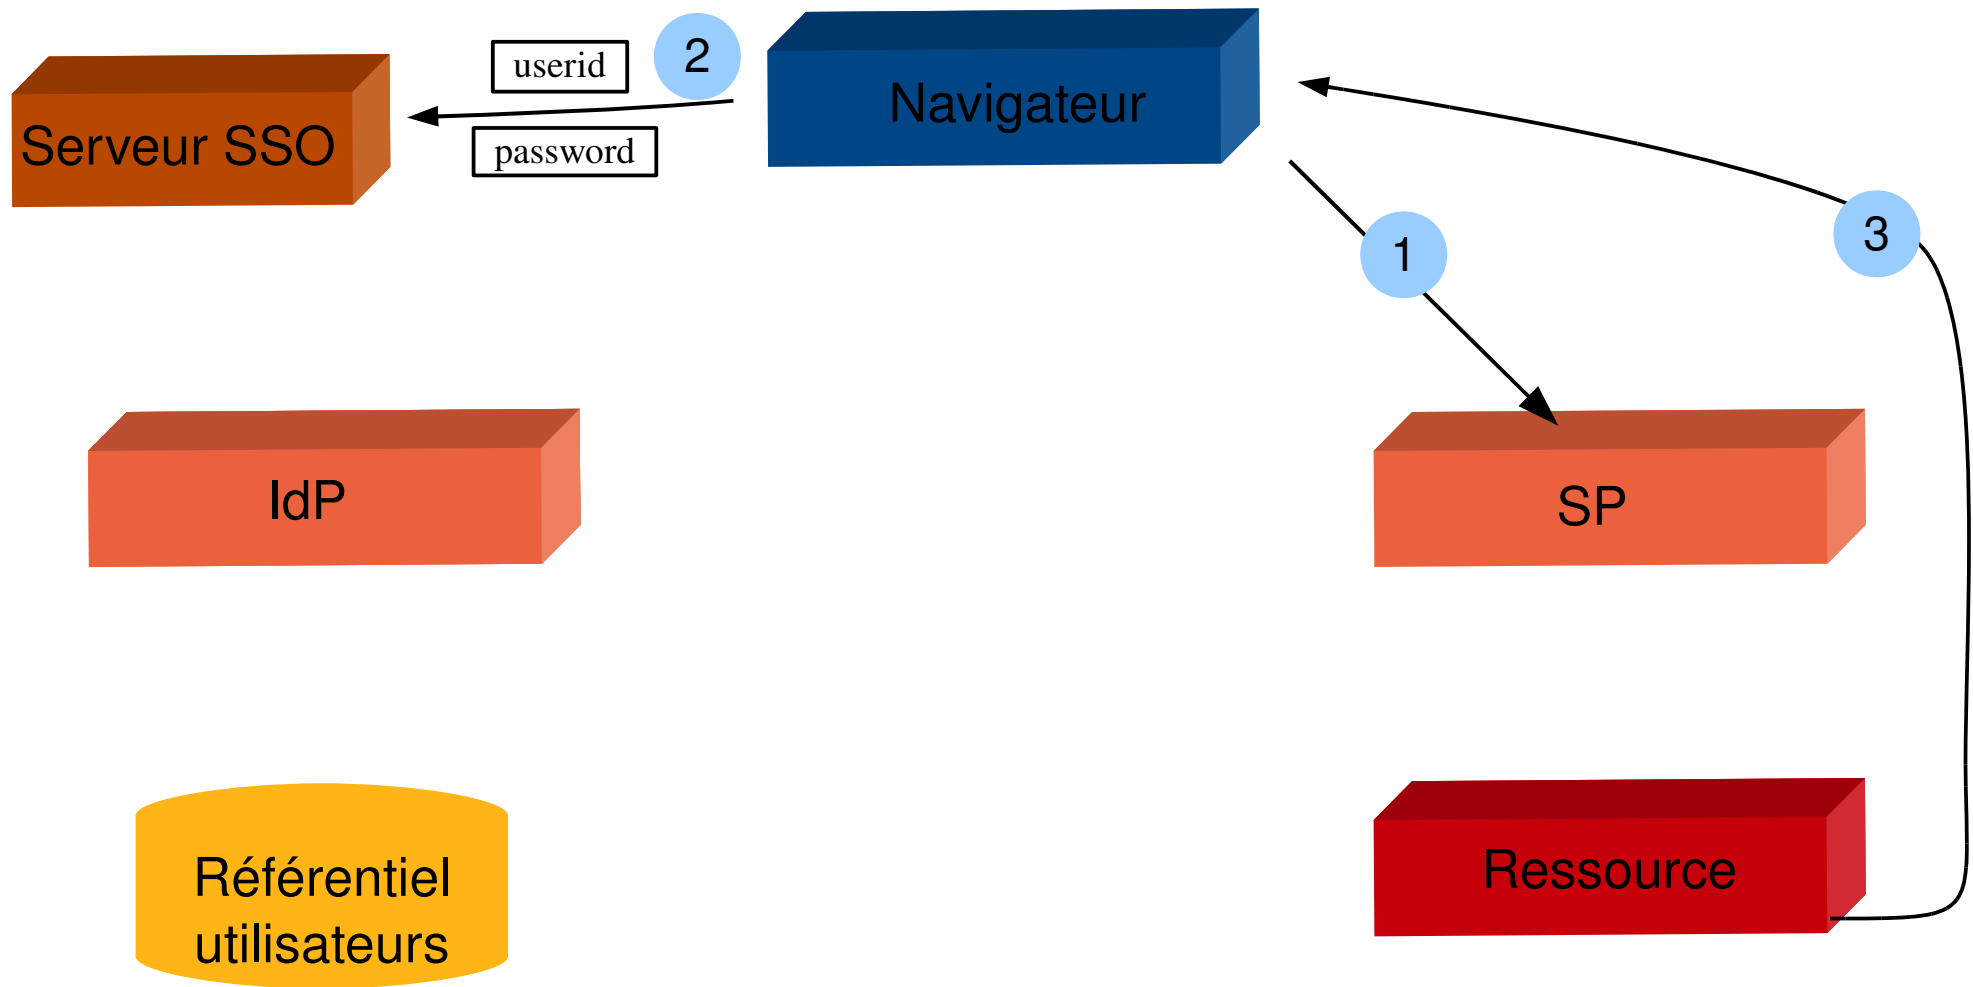 userid
2
Navigateur
Serveur SSO
password
1
3
IdP
SP
Référentiel
utilisateurs
Ressource